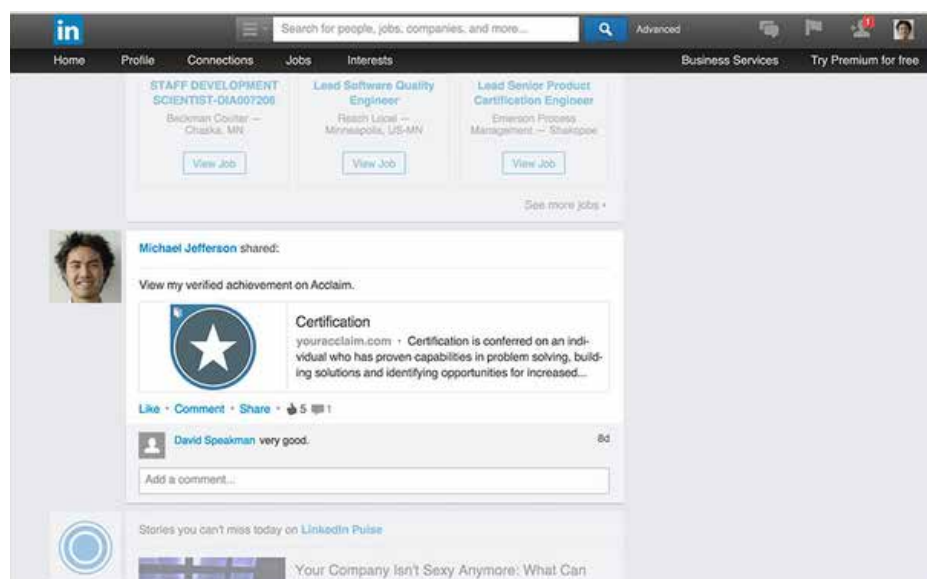 in
Search for people, jobs, companies, and more...
Advanced
1
Home Profile Connections Jobs Interests Business Services Try Premium for free
STAFF DEVELOPMENT
SCIENTIST-DIA007206
Beckman Coulter —
Chaska, MN
View Job
Lead Software Quality
Engineer
Reach Local —
Minneapolis, US-MN
View Job
Lead Senior Product
Certification Engineer
Emerson Process
Management — Shakopee
View Job
See more jobs ›
Michael Jefferson shared:
View my verified achievement on Acclaim.
Certification
youracclaim.com · Certification is conferred on an indi-
vidual who has proven capabilities in problem solving, build-
ing solutions and identifying opportunities for increased...
Like · Comment · Share · 5 1
David Speakman very good. 8d
Add a comment...
Stories you can't miss today on LinkedIn Pulse
Your Company Isn't Sexy Anymore: What Can